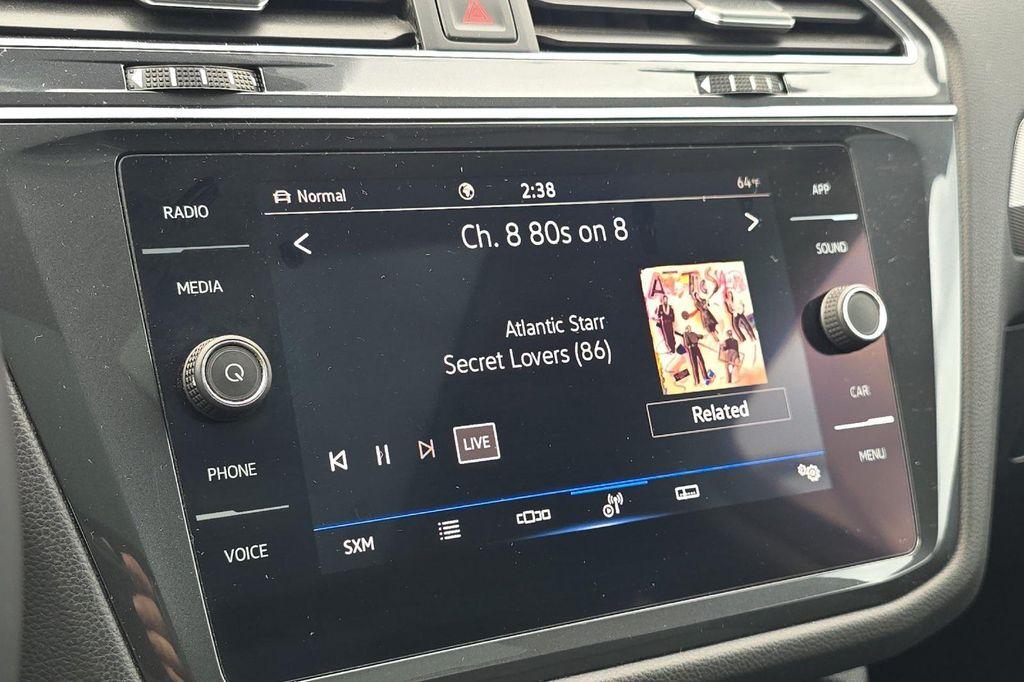 RADIO
MEDIA
PHONE
VOICE
Normal
2:38
64°F
Ch. 8 80s on 8
Atlantic Starr
Secret Lovers (86)
Related
LIVE
SXM
APP
SOUND
CAR
MENU